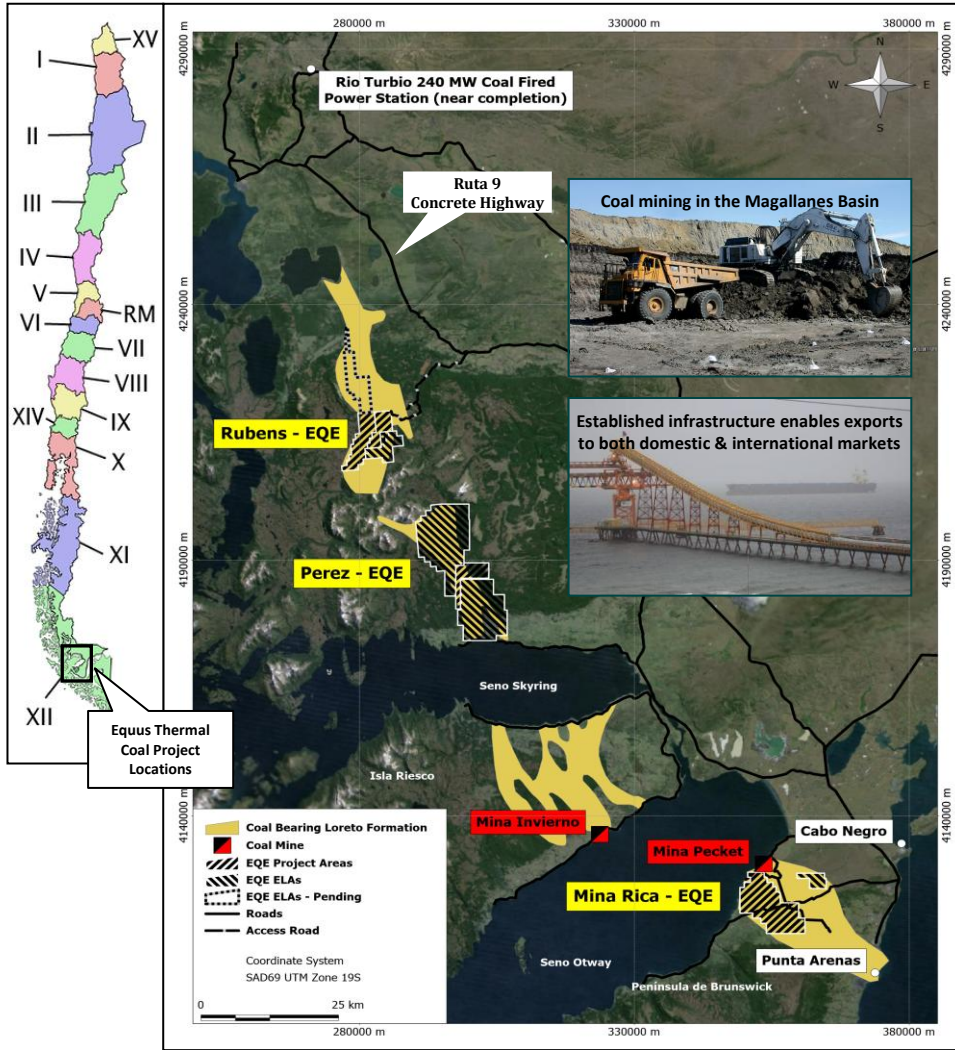 XV
I
II
III
IV
V
RM
VI
VII
VIII
IX
XIV
X
XI
XII
Equus Thermal
Coal Project
Locations
280000 m
330000 m
380000 m
4290000 m
4290000 m
N
W
E
S
Rio Turbio 240 MW Coal Fired
Power Station (near completion)
Ruta 9
Concrete Highway
Coal mining in the Magallanes Basin
4240000 m
4240000 m
Rubens - EQE
Established infrastructure enables exports
to both domestic & international markets
Perez - EQE
4190000 m
4190000 m
Seno Skyring
Isla Riesco
Mina Invierno
4140000 m
4140000 m
Cabo Negro
Mina Pecket
Mina Rica - EQE
Punta Arenas
Seno Otway
Peninsula de Brunswick
Coal Bearing Loreto Formation
Coal Mine
EQE Project Areas
EQE ELAs
EQE ELAs - Pending
Roads
Access Road
Coordinate System
SAD69 UTM Zone 19S
0
25 km
280000 m
330000 m
380000 m